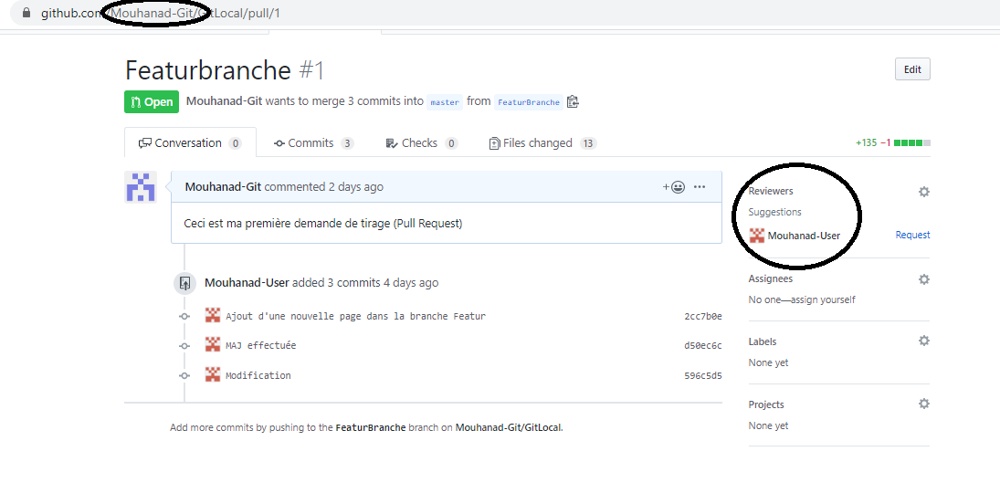 github.com/Mouhanad-Git/GitLocal/pull/1
Featurbranche #1
Edit
Open
Mouhanad-Git wants to merge 3 commits into master from FeaturBranche
Conversation 0
Commits 3
Checks 0
Files changed 13
+135 −1
Mouhanad-Git commented 2 days ago
Ceci est ma première demande de tirage (Pull Request)
Mouhanad-User added 3 commits 4 days ago
Ajout d'une nouvelle page dans la branche Featur 2cc7b0e
MAJ effectuée d50ec6c
Modification 596c5d5
Add more commits by pushing to the FeaturBranche branch on Mouhanad-Git/GitLocal.
Reviewers
Suggestions
Mouhanad-User Request
Assignees
No one—assign yourself
Labels
None yet
Projects
None yet